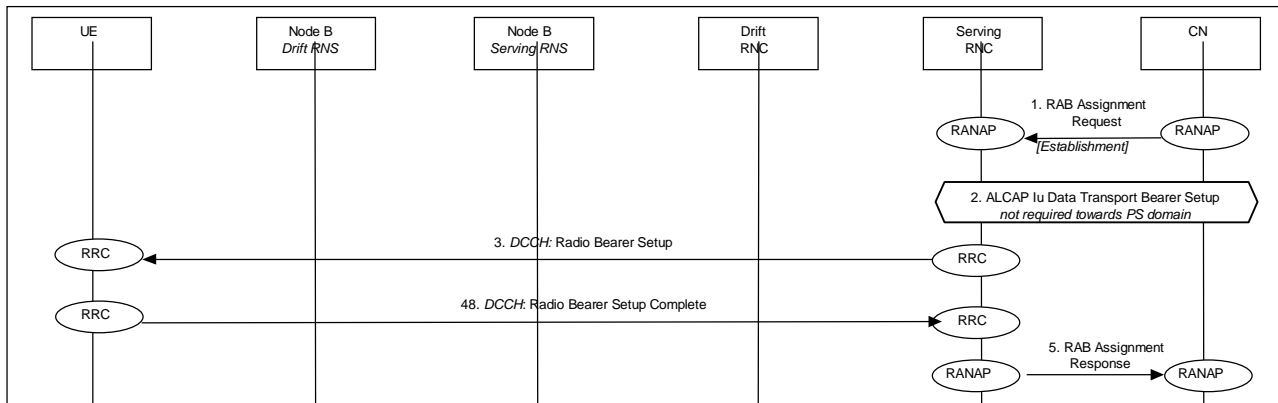 UE
Node B
Drift RNS
Node B
Serving RNS
Drift
RNC
Serving
RNC
CN
1. RAB Assignment
Request
RANAP
RANAP
[Establishment]
2. ALCAP Iu Data Transport Bearer Setup
not required towards PS domain
3. DCCH: Radio Bearer Setup
RRC
RRC
48. DCCH: Radio Bearer Setup Complete
RRC
RRC
5. RAB Assignment
Response
RANAP
RANAP